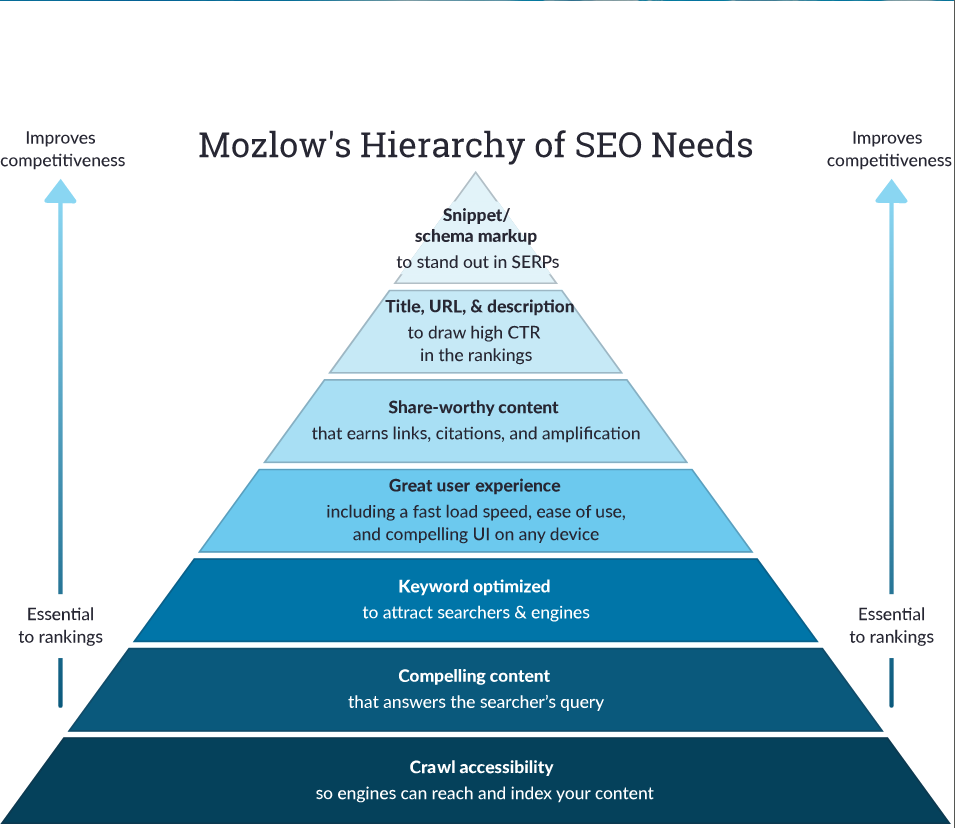 Improves
competitiveness
Mozlow's Hierarchy of SEO Needs
Improves
competitiveness
Snippet/
schema markup
to stand out in SERPs
Title, URL, & description
to draw high CTR
in the rankings
Share-worthy content
that earns links, citations, and amplification
Great user experience
including a fast load speed, ease of use,
and compelling UI on any device
Keyword optimized
to attract searchers & engines
Essential
to rankings
Essential
to rankings
Compelling content
that answers the searcher’s query
Crawl accessibility
so engines can reach and index your content